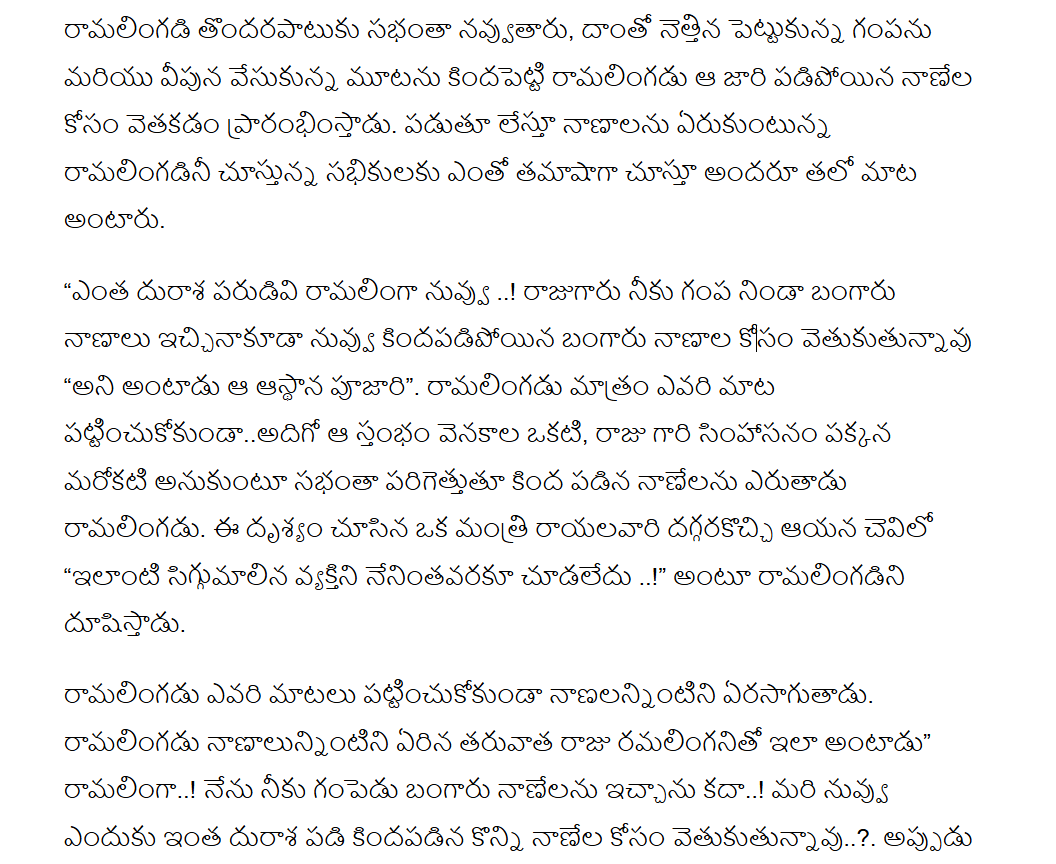 రామలింగడి తొందరపాటుకు సభంతా నవ్వుతారు, దాంతో నెత్తిన పెట్టుకున్న గంపను
మరియు వీపున వేసుకున్న మూటను కిందపెట్టి రామలింగడు ఆ జారి పడిపోయిన నాణేల
కోసం వెతకడం ప్రారంభింస్తాడు. పడుతూ లేస్తూ నాణాలను ఏరుకుంటున్న
రామలింగడినీ చూస్తున్న సభికులకు ఎంతో తమాషాగా చూస్తూ అందరూ తలో మాట
అంటారు.
“ఎంత దురాశ పరుడివి రామలింగా నువ్వు ..! రాజుగారు నీకు గంప నిండా బంగారు
నాణాలు ఇచ్చినాకూడా నువ్వు కిందపడిపోయిన బంగారు నాణాల కోసం వెతుకుతున్నావు
“అని అంటాడు ఆ ఆస్థాన పూజారి”. రామలింగడు మాత్రం ఎవరి మాట
పట్టించుకోకుండా..అదిగో ఆ స్తంభం వెనకాల ఒకటి, రాజు గారి సింహాసనం పక్కన
మరోకటి అనుకుంటూ సభంతా పరిగెత్తుతూ కింద పడిన నాణేలను ఎరుతాడు
రామలింగడు. ఈ దృశ్యం చూసిన ఒక మంత్రి రాయలవారి దగ్గరకొచ్చి ఆయన చెవిలో
“ఇలాంటి సిగ్గుమాలిన వ్యక్తిని నేనింతవరకూ చూడలేదు ..!” అంటూ రామలింగడిని
దూషిస్తాడు.
రామలింగడు ఎవరి మాటలు పట్టించుకోకుండా నాణలన్నింటిని ఏరసాగుతాడు.
రామలింగడు నాణాలున్నింటిని ఏరిన తరువాత రాజు రమలింగనితో ఇలా అంటాడు”
రామలింగా..! నేను నీకు గంపెడు బంగారు నాణేలను ఇచ్చాను కదా..! మరి నువ్వు
ఎందుకు ఇంత దురాశ పడి కిందపడిన కొన్ని నాణేల కోసం వెతుకుతున్నావు..?. అప్పుడు